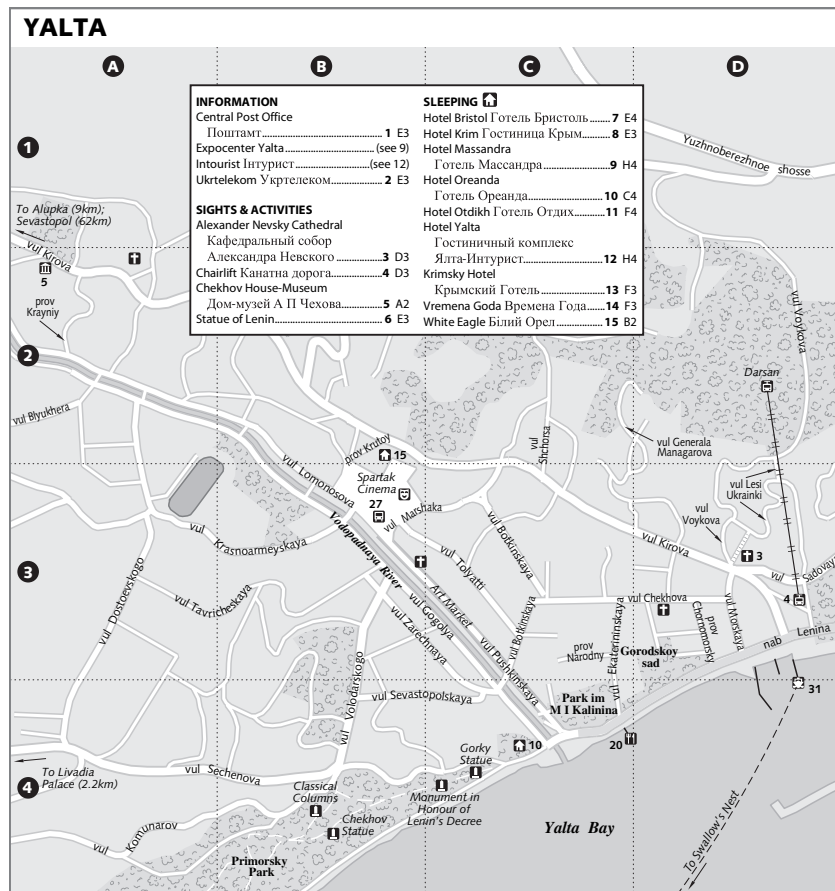 YALTA
A
B
C
D
INFORMATION
Central Post Office
Поштамт 1 E3
Expocenter Yalta (see 9)
Intourist Інтурист (see 12)
Ukrtelekom Укртелеком 2 E3
SIGHTS & ACTIVITIES
Alexander Nevsky Cathedral
Кафедральный собор
Александра Невского 3 D3
Chairlift Канатна дорога 4 D3
Chekhov House-Museum
Дом-музей А П Чехова 5 A2
Statue of Lenin 6 E3
SLEEPING
Hotel Bristol Готель Бристоль 7 E4
Hotel Krim Гостиница Крым 8 E3
Hotel Massandra
Готель Массандра 9 H4
Hotel Oreanda
Готель Ореанда 10 C4
Hotel Otdikh Готель Отдих 11 F4
Hotel Yalta
Гостиничный комплекс
Ялта-Интурист 12 H4
Krimsky Hotel
Крымский Готель 13 F3
Vremena Goda Времена Года 14 F3
White Eagle Білий Орел 15 B2
1
Yuzhnoberezhnoe shosse
To Alupka (9km);
Sevastopol (62km)
vul Kirova
5
prov
Krayniy
vul Voykova
2
Darsan
vul Blyukhera
vul Shchorsa
vul Generala
Managarova
prov Krutoy
15
vul Lomonosova
Spartak
Cinema
27
vul Marshaka
vul Lesi
Ukrainki
vul
Voykova
vul Krasnoarmeyskaya
Vodopadnaya River
vul Botkinskaya
vul Kirova
3
vul Sadovaya
3
vul Dostoevskogo
vul Tavricheskaya
vul Tolyatti
Art Market
vul Gogolya
vul Zarechnaya
vul Botkinskaya
vul Pushkinskaya
vul Chekhova
4
prov
Chornomorsky
vul Morskaya
nab Lenina
prov
Narodny
vul Ekaterininskaya
Gorodskoy
sad
vul Volodarskogo
vul Sevastopolskaya
Park im
M I Kalinina
31
10
20
To Livadia
Palace (2.2km)
4
vul Sechenova
Gorky
Statue
Classical
Columns
Monument in
Honour of
Lenin's Decree
Chekhov
Statue
vul Komunarov
Primorsky
Park
Yalta Bay
To Swallow's Nest